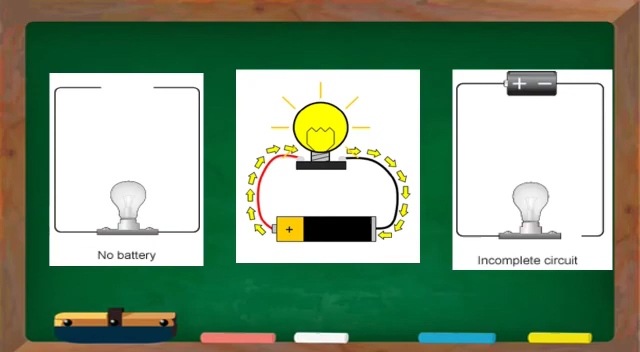 No battery
+
+ −
Incomplete circuit